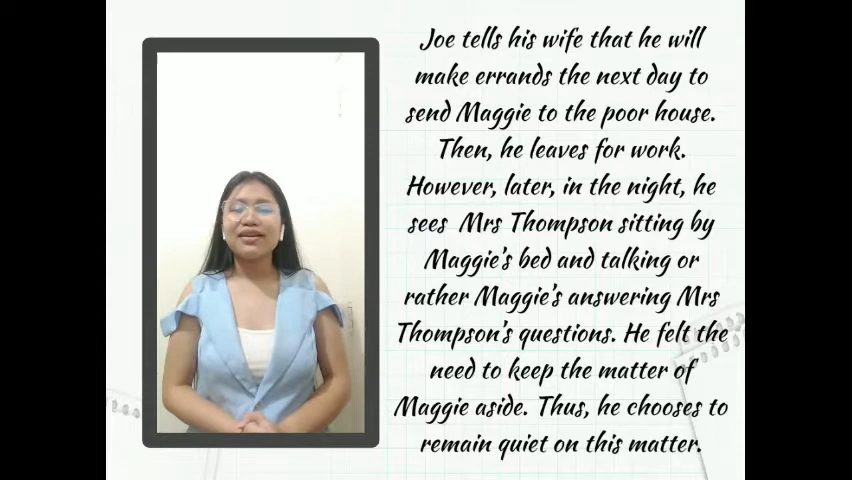 Joe tells his wife that he will
make errands the next day to
send Maggie to the poor house.
Then, he leaves for work.
However, later, in the night, he
sees Mrs Thompson sitting by
Maggie's bed and talking or
rather Maggie's answering Mrs
Thompson's questions. He felt the
need to keep the matter of
Maggie aside. Thus, he chooses to
remain quiet on this matter.